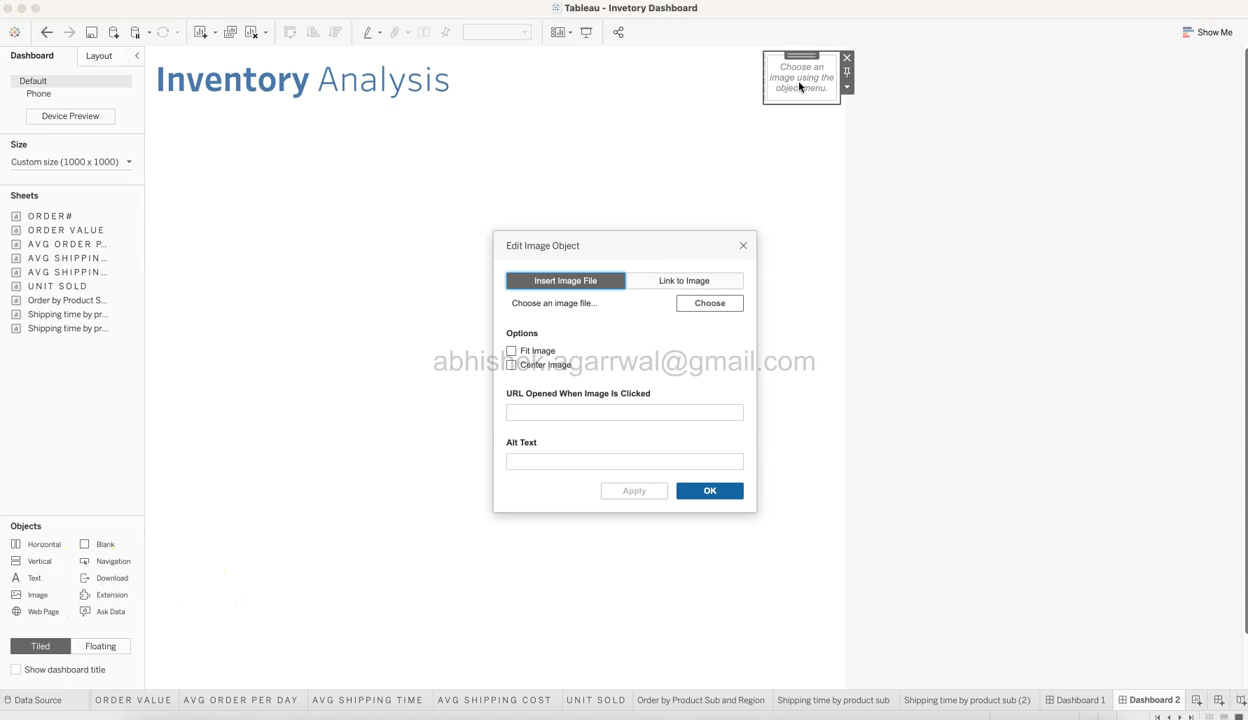 Tableau - Invetory Dashboard
Show Me
Dashboard
Layout
Default
Phone
Device Preview
Size
Custom size (1000 x 1000)
Sheets
ORDER#
ORDER VALUE
AVG ORDER P...
AVG SHIPPIN...
AVG SHIPPIN...
UNIT SOLD
Order by Product S...
Shipping time by pr...
Shipping time by pr...
Objects
Horizontal
Blank
Vertical
Navigation
Text
Download
Image
Extension
Web Page
Ask Data
Tiled
Floating
Show dashboard title
Inventory Analysis
Choose an
image using the
object menu.
Edit Image Object
Insert Image File
Link to Image
Choose an image file...
Choose
Options
Fit Image
Center Image
abhishek.agarrwal@gmail.com
URL Opened When Image Is Clicked
Alt Text
Apply
OK
Data Source
ORDER VALUE
AVG ORDER PER DAY
AVG SHIPPING TIME
AVG SHIPPING COST
UNIT SOLD
Order by Product Sub and Region
Shipping time by product sub
Shipping time by product sub (2)
Dashboard 1
Dashboard 2